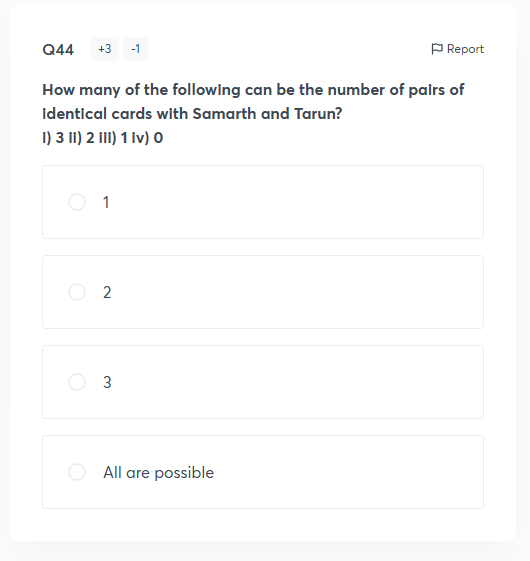 Q44 +3 -1 Report
How many of the following can be the number of pairs of
identical cards with Samarth and Tarun?
i) 3 ii) 2 iii) 1 iv) 0
1
2
3
All are possible